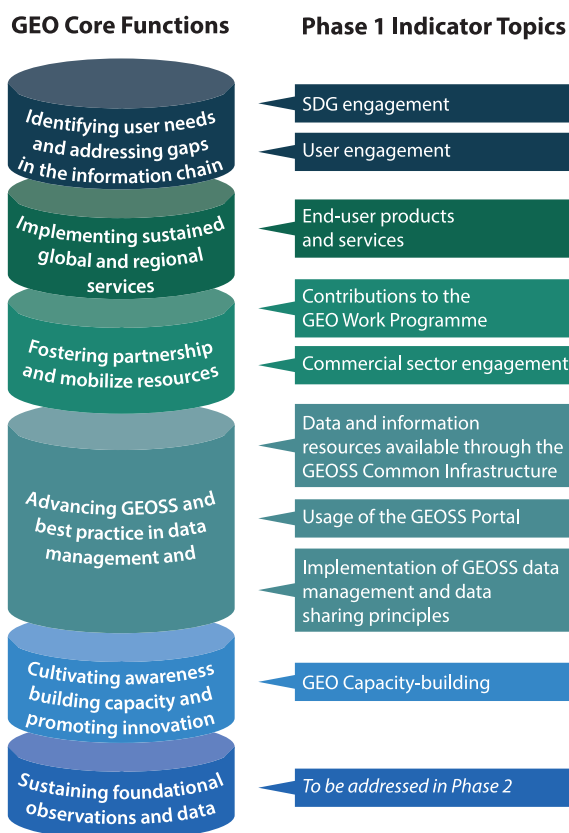 GEO Core Functions
Phase 1 Indicator Topics
Identifying user needs
and addressing gaps
in the information chain
SDG engagement
User engagement
Implementing sustained
global and regional
services
End-user products
and services
Fostering partnership
and mobilize resources
Contributions to the
GEO Work Programme
Commercial sector engagement
Advancing GEOSS and
best practice in data
management and
Data and information
resources available through the
GEOSS Common Infrastructure
Usage of the GEOSS Portal
Implementation of GEOSS data
management and data
sharing principles
Cultivating awareness
building capacity and
promoting innovation
GEO Capacity-building
Sustaining foundational
observations and data
To be addressed in Phase 2